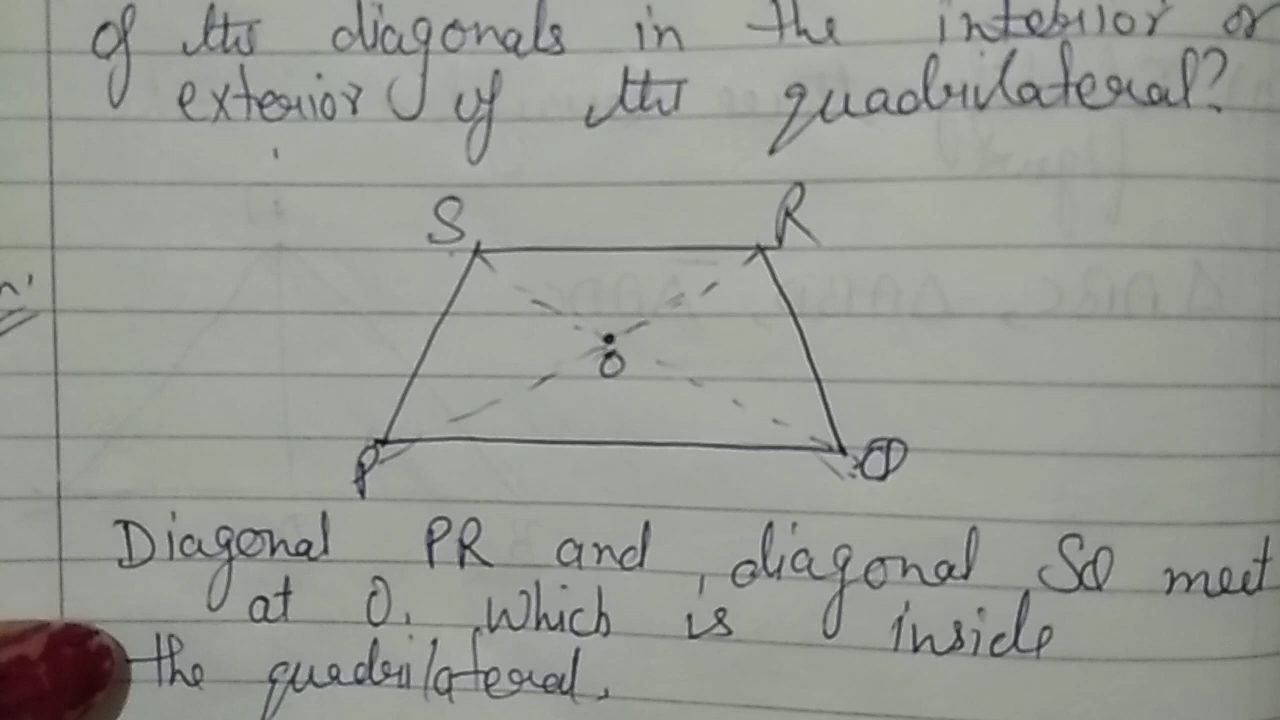 of the diagonals in the interior or
exterior of the quadrilateral?
S R
O
P Q
Diagonal PR and, diagonal SQ meet
at O. which is inside
the quadrilateral.